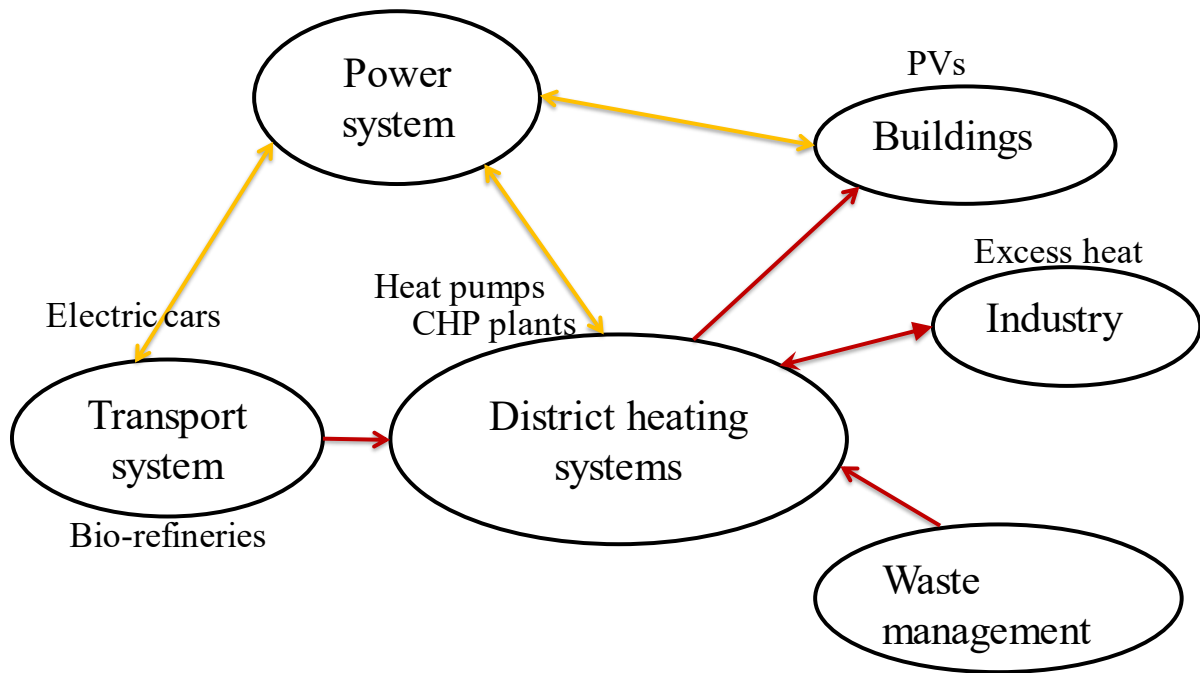 Power
system
PVs
Buildings
Excess heat
Industry
Heat pumps
CHP plants
Electric cars
Transport
system
Bio-refineries
District heating
systems
Waste
management